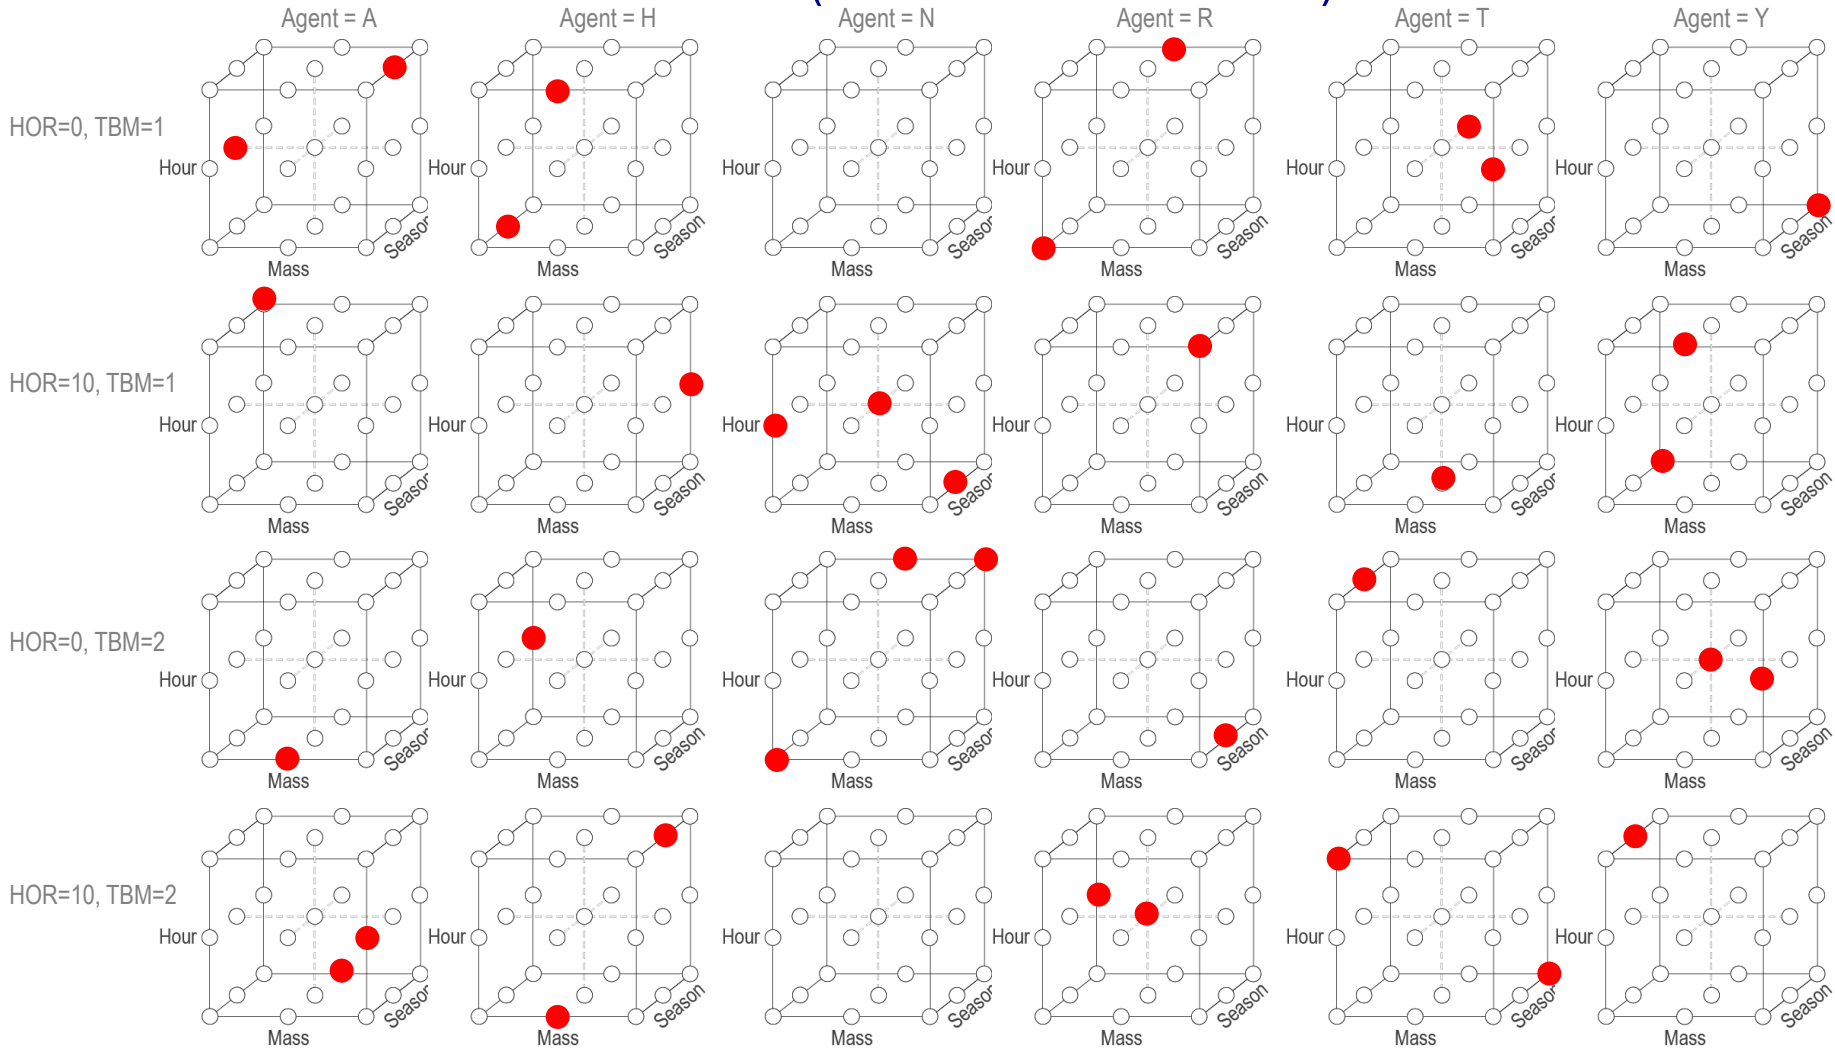 Agent = A Agent = H Agent = N Agent = R Agent = T Agent = Y
HOR=0, TBM=1
Hour Hour Hour Hour Hour Hour
Season Season Season Season Season Season
Mass Mass Mass Mass Mass Mass
HOR=10, TBM=1
Hour Hour Hour Hour Hour Hour
Season Season Season Season Season Season
Mass Mass Mass Mass Mass Mass
HOR=0, TBM=2
Hour Hour Hour Hour Hour Hour
Season Season Season Season Season Season
Mass Mass Mass Mass Mass Mass
HOR=10, TBM=2
Hour Hour Hour Hour Hour Hour
Season Season Season Season Season Season
Mass Mass Mass Mass Mass Mass